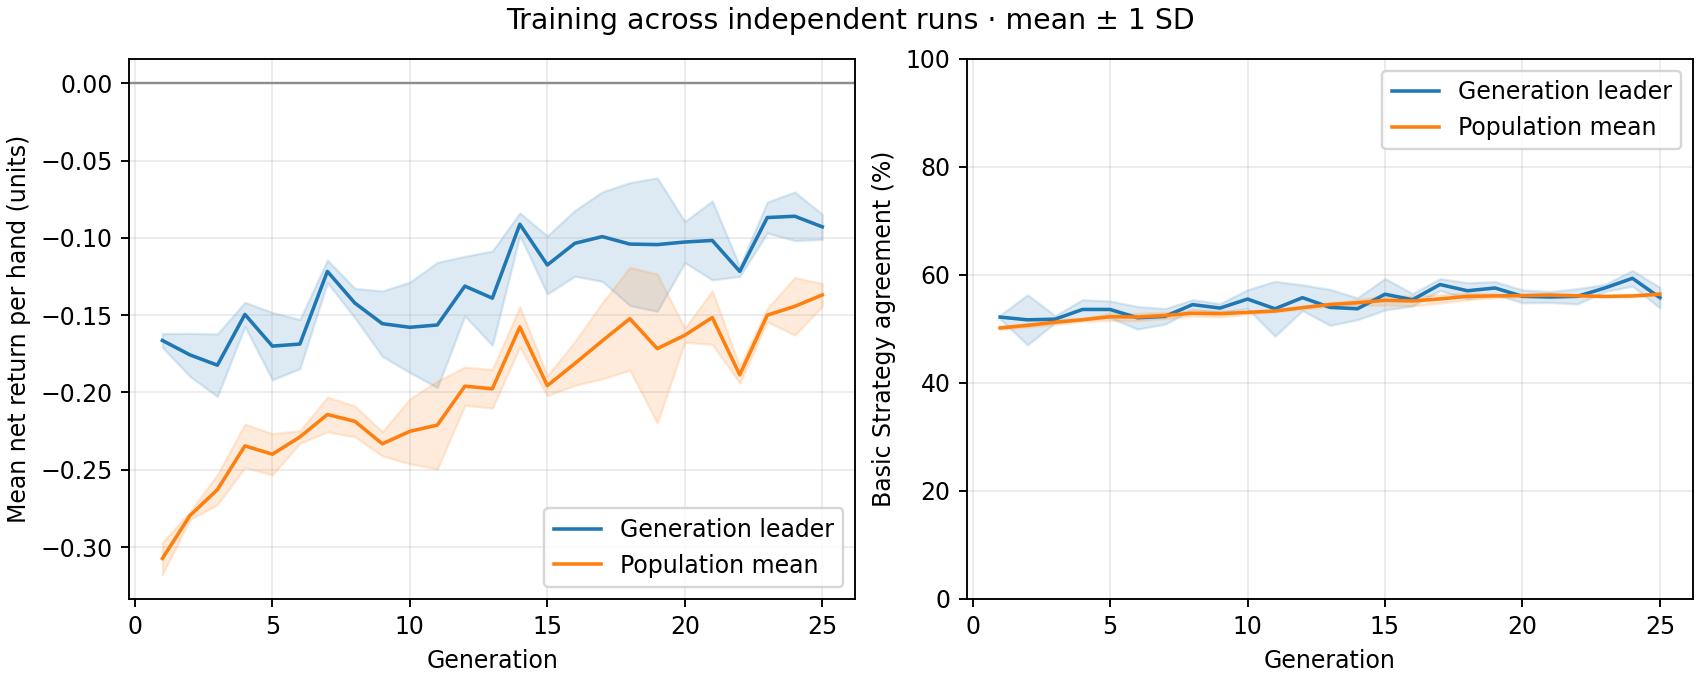 Training across independent runs · mean ± 1 SD
Mean net return per hand (units)
0.00
−0.05
−0.10
−0.15
−0.20
−0.25
−0.30
Generation leader
Population mean
0
5
10
15
20
25
Generation
Basic Strategy agreement (%)
100
80
60
40
20
0
Generation leader
Population mean
0
5
10
15
20
25
Generation